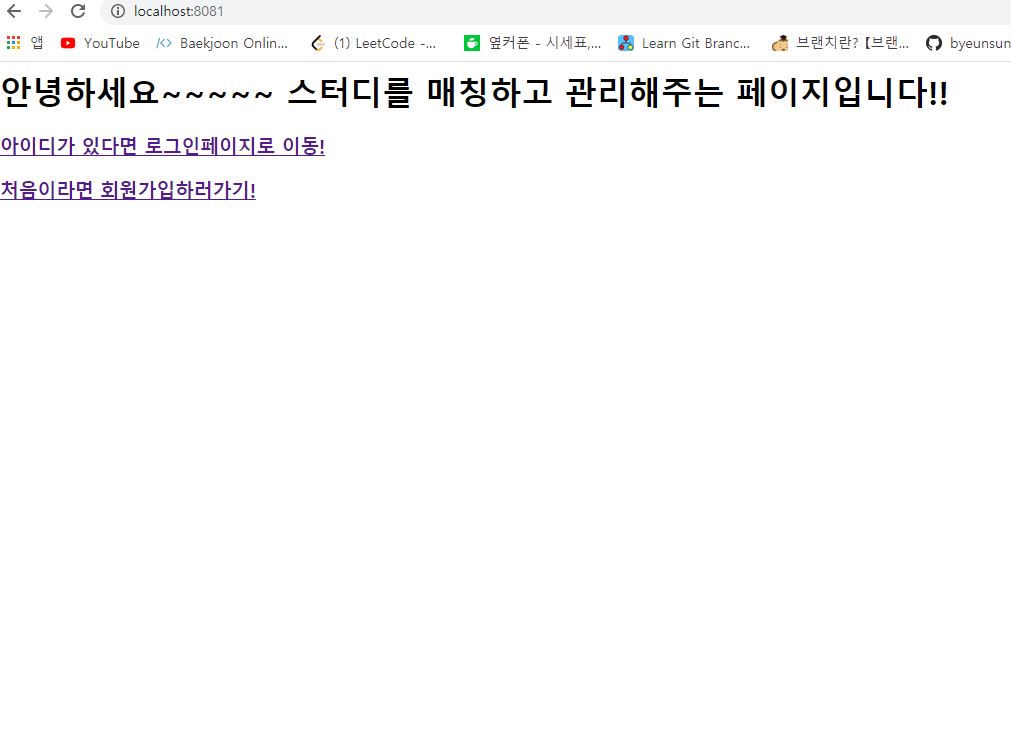 localhost:8081
앱 YouTube Baekjoon Onlin... (1) LeetCode -... 옆커폰 - 시세표,... Learn Git Branc... 브랜치란? 【브랜... byeunsun
안녕하세요~~~~~ 스터디를 매칭하고 관리해주는 페이지입니다!!
아이디가 있다면 로그인페이지로 이동!
처음이라면 회원가입하러가기!